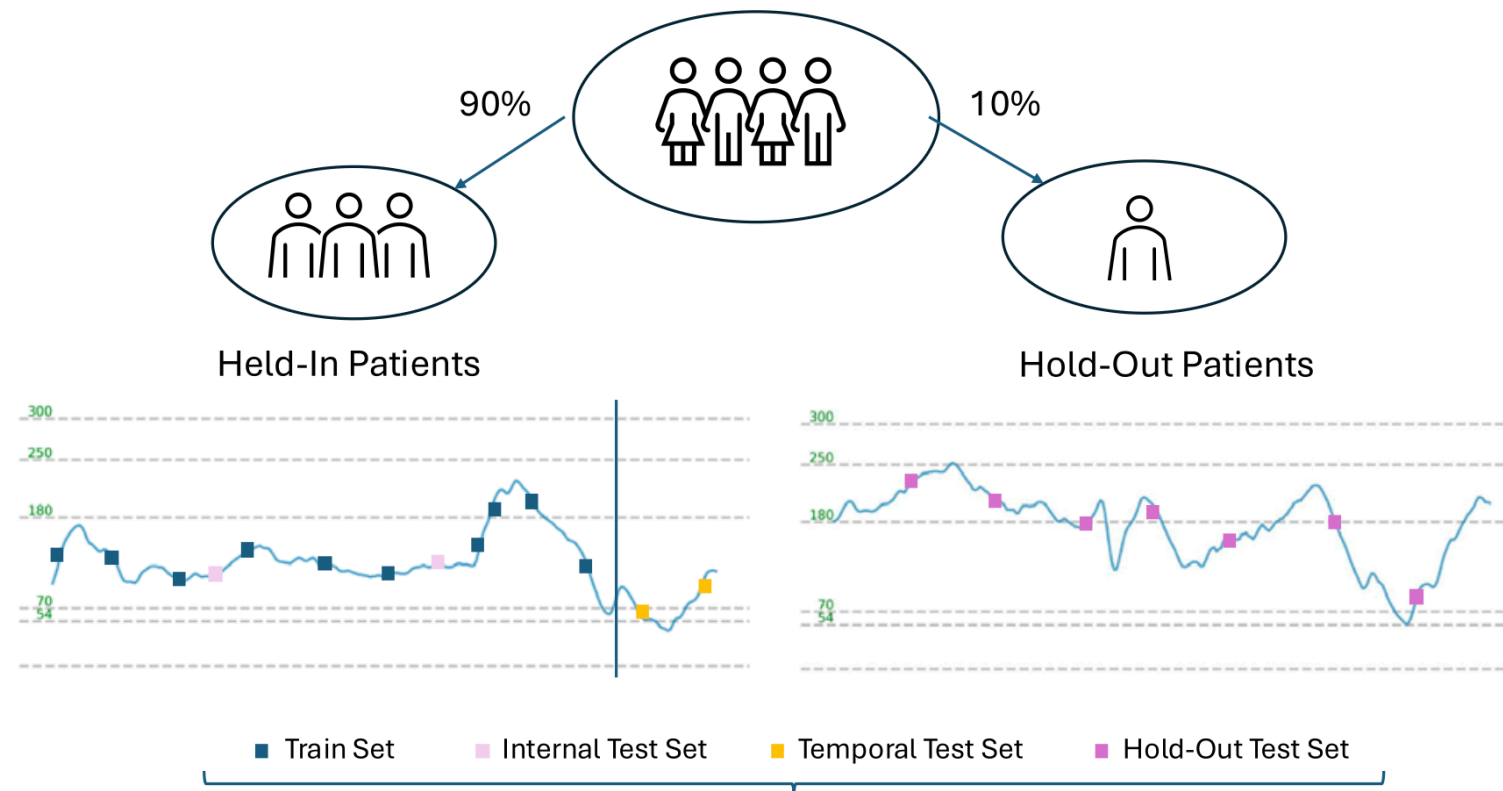 90%
10%
Held-In Patients
Hold-Out Patients
300
250
180
70
54
300
250
180
70
54
Train Set
Internal Test Set
Temporal Test Set
Hold-Out Test Set